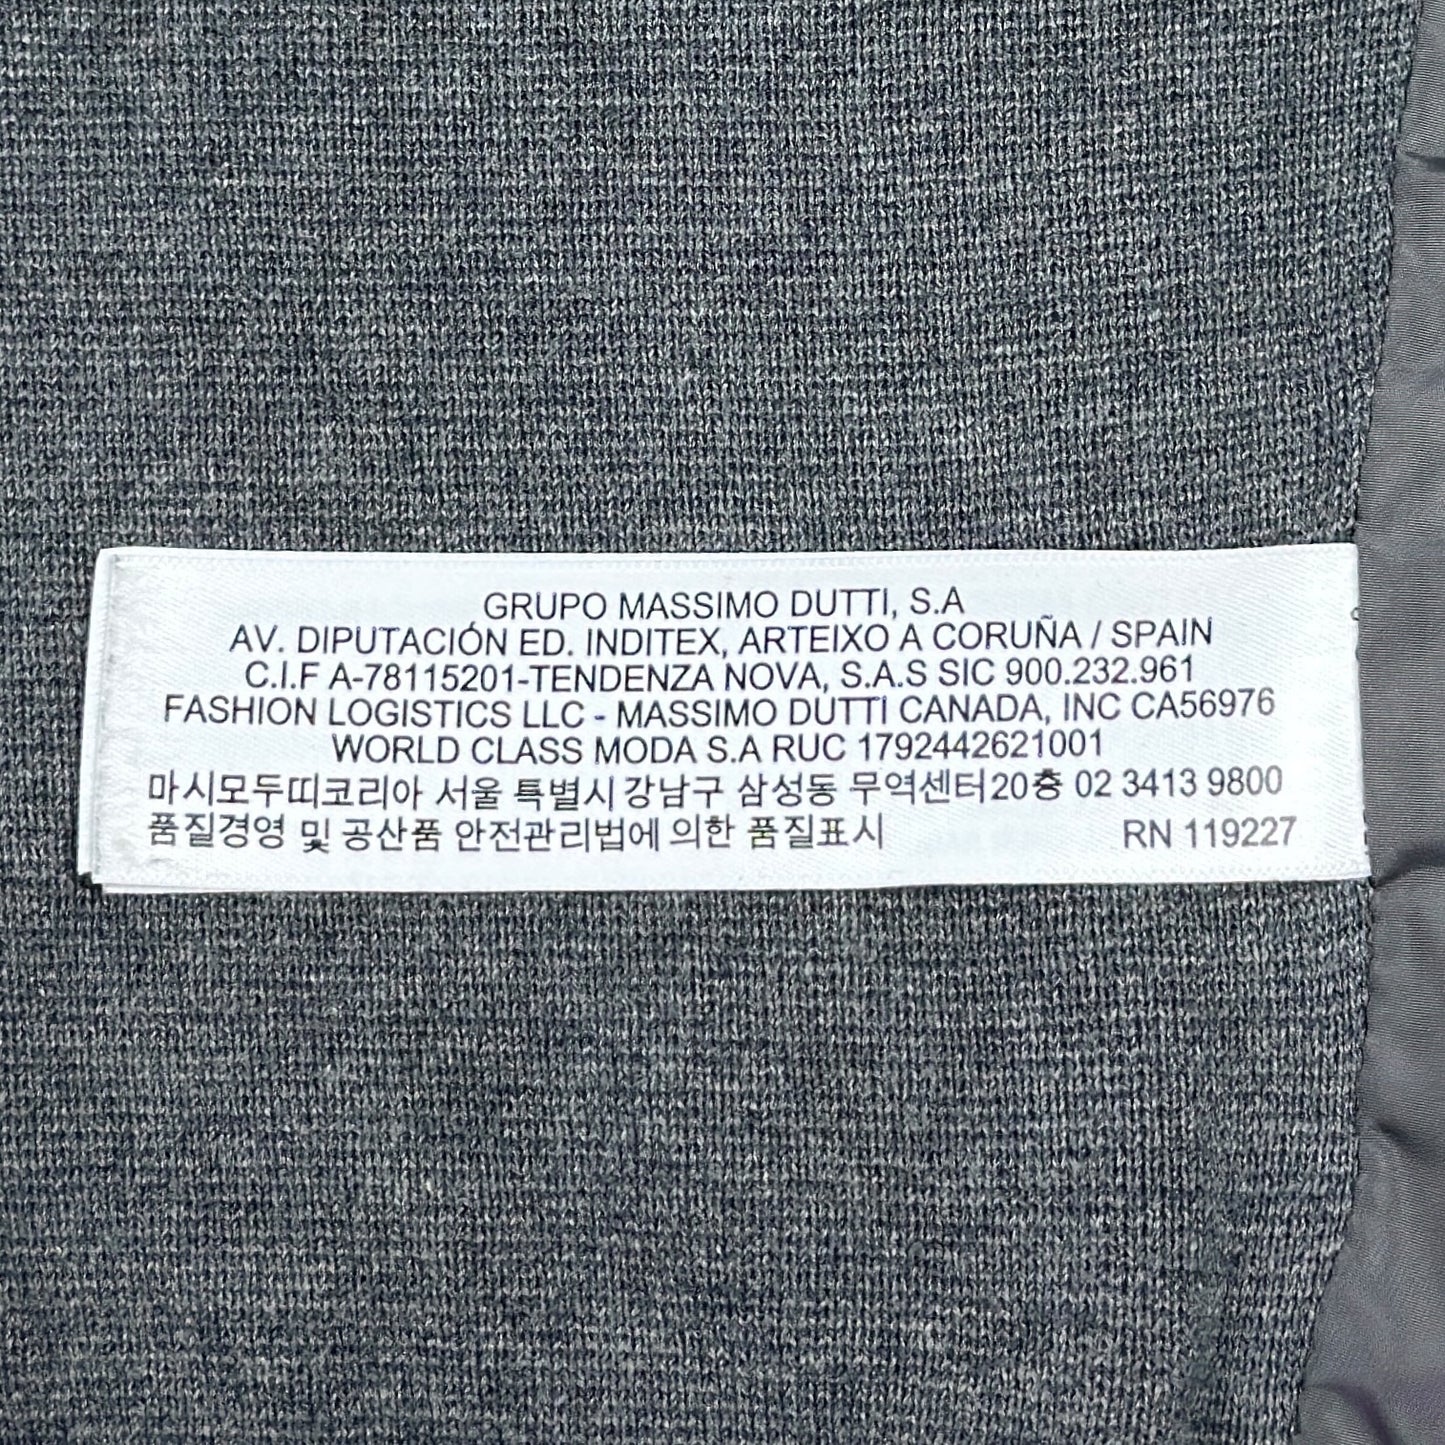 GRUPO MASSIMO DUTTI, S.A
AV. DIPUTACIÓN ED. INDITEX, ARTEIXO A CORUÑA / SPAIN
C.I.F A-78115201-TENDENZA NOVA, S.A.S SIC 900.232.961
FASHION LOGISTICS LLC - MASSIMO DUTTI CANADA, INC CA56976
WORLD CLASS MODA S.A RUC 1792442621001
마시모두띠코리아 서울 특별시 강남구 삼성동 무역센터20층 02 3413 9800
품질경영 및 공산품 안전관리법에 의한 품질표시 RN 119227